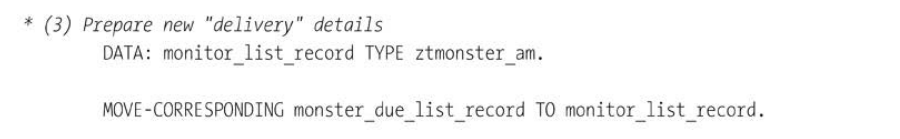 * (3) Prepare new "delivery" details
DATA: monitor_list_record TYPE ztmonster_am.
MOVE-CORRESPONDING monster_due_list_record TO monitor_list_record.